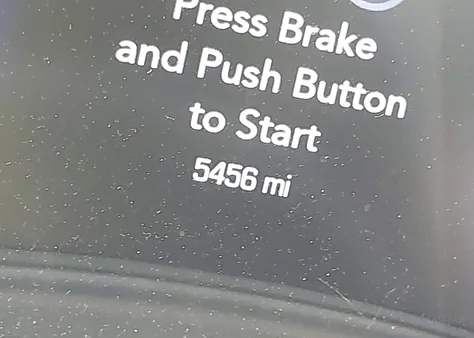 Press Brake
and Push Button
to Start
5456 mi